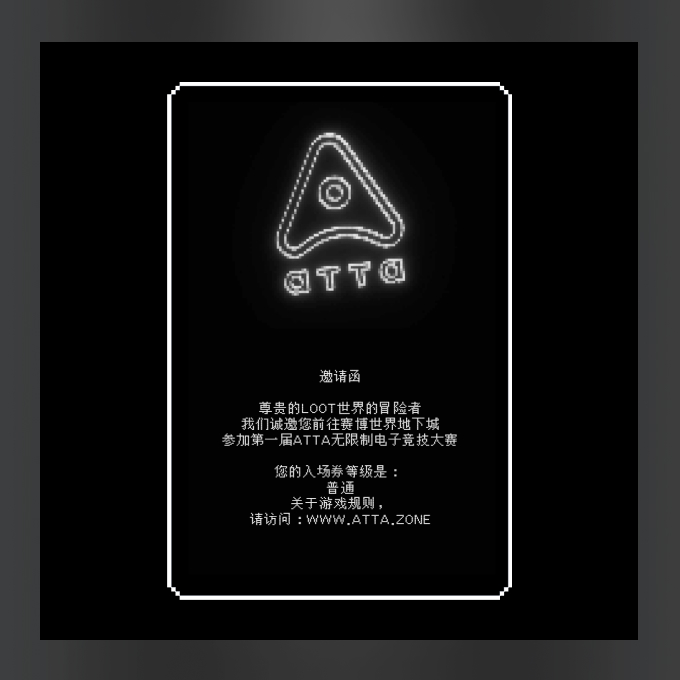 ATTA
邀请函
尊贵的LOOT世界的冒险者
我们诚邀您前往赛博世界地下城
参加第一届ATTA无限制电子竞技大赛
您的入场券等级是：
普通
关于游戏规则，
请访问：WWW.ATTA.ZONE